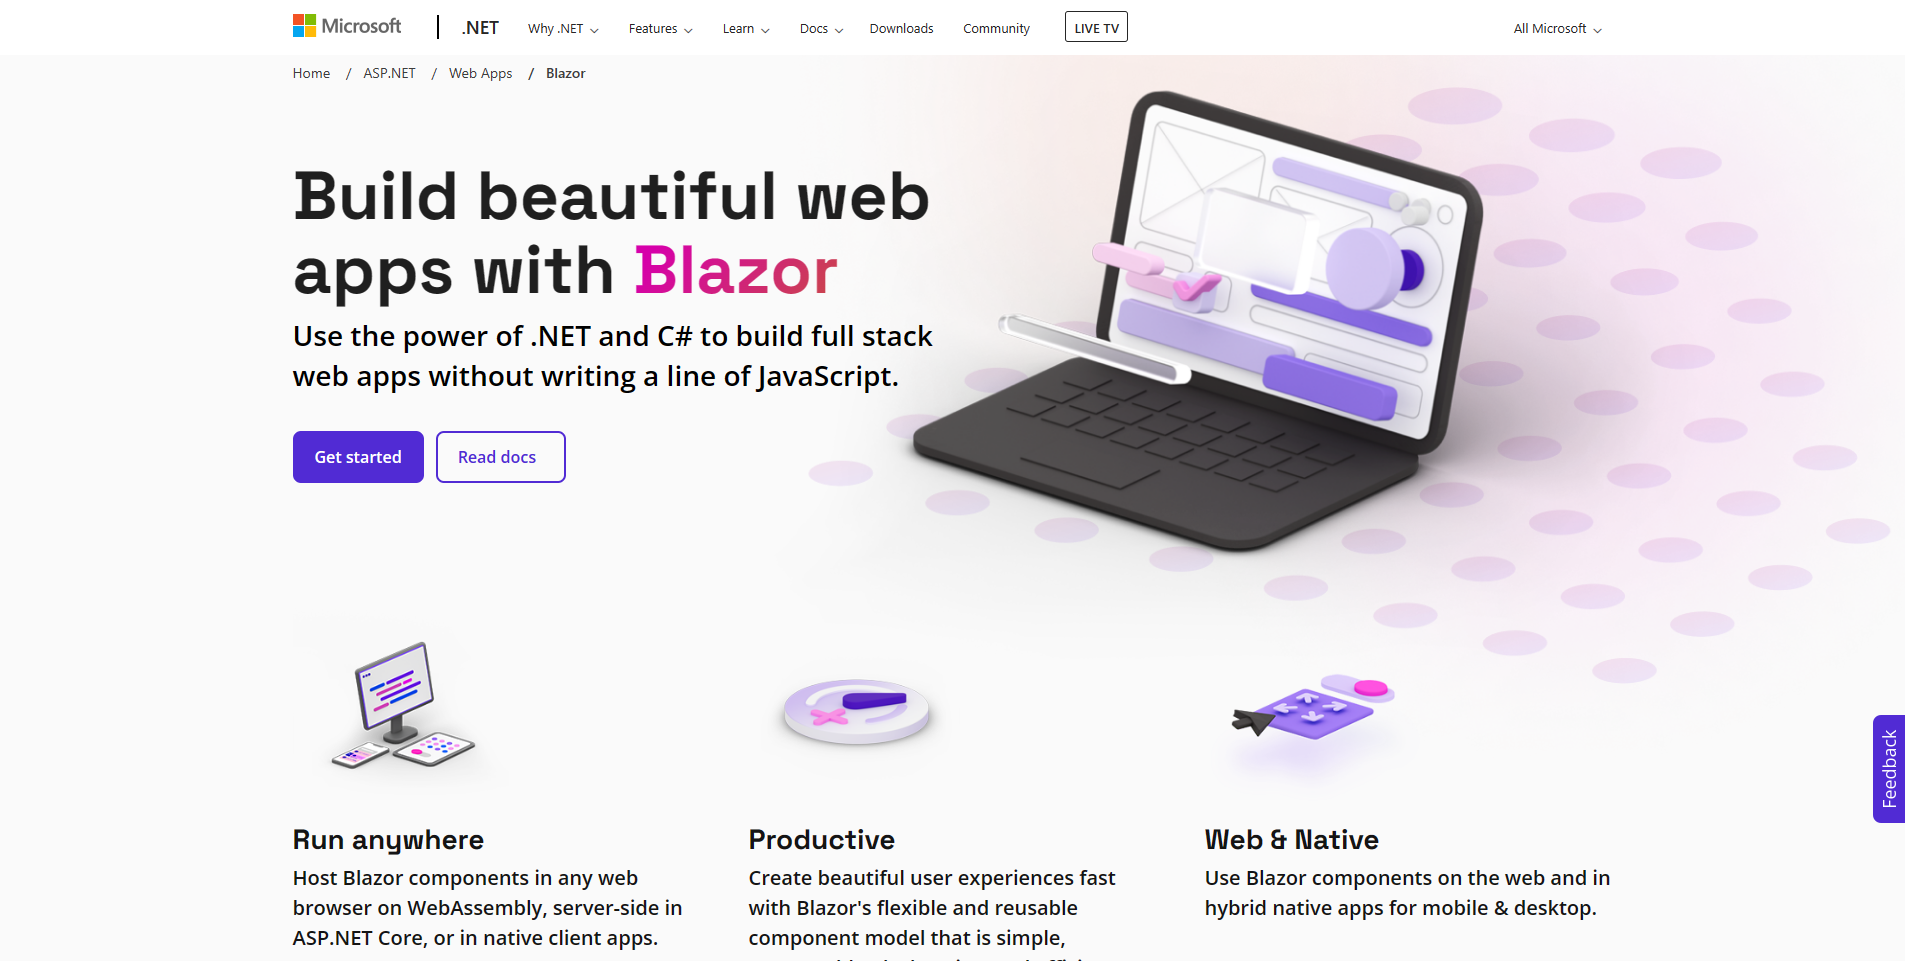 Microsoft
.NET
Why .NET
Features
Learn
Docs
Downloads
Community
LIVE TV
All Microsoft
Home / ASP.NET / Web Apps / Blazor
Build beautiful web
apps with Blazor
Use the power of .NET and C# to build full stack
web apps without writing a line of JavaScript.
Get started
Read docs
Feedback
Run anywhere
Host Blazor components in any web
browser on WebAssembly, server-side in
ASP.NET Core, or in native client apps.
Productive
Create beautiful user experiences fast
with Blazor's flexible and reusable
component model that is simple,
Web & Native
Use Blazor components on the web and in
hybrid native apps for mobile & desktop.